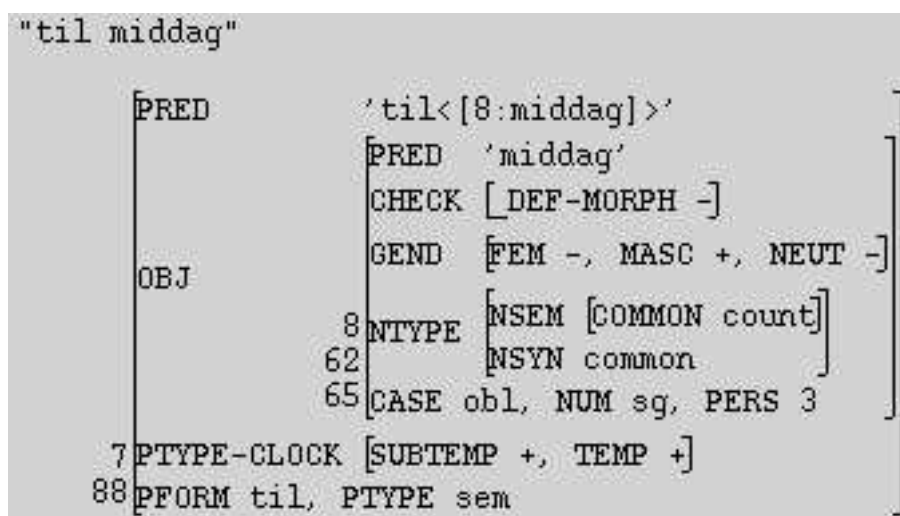 "til middag"
PRED 'til<[8:middag]>'
PRED 'middag'
CHECK [_DEF-MORPH -]
GEND [FEM -, MASC +, NEUT -]
OBJ
8 NTYPE [NSEM [COMMON count]
62 NSYN common]
65 CASE obl, NUM sg, PERS 3
7 PTYPE-CLOCK [SUBTEMP +, TEMP +]
88 PFORM til, PTYPE sem